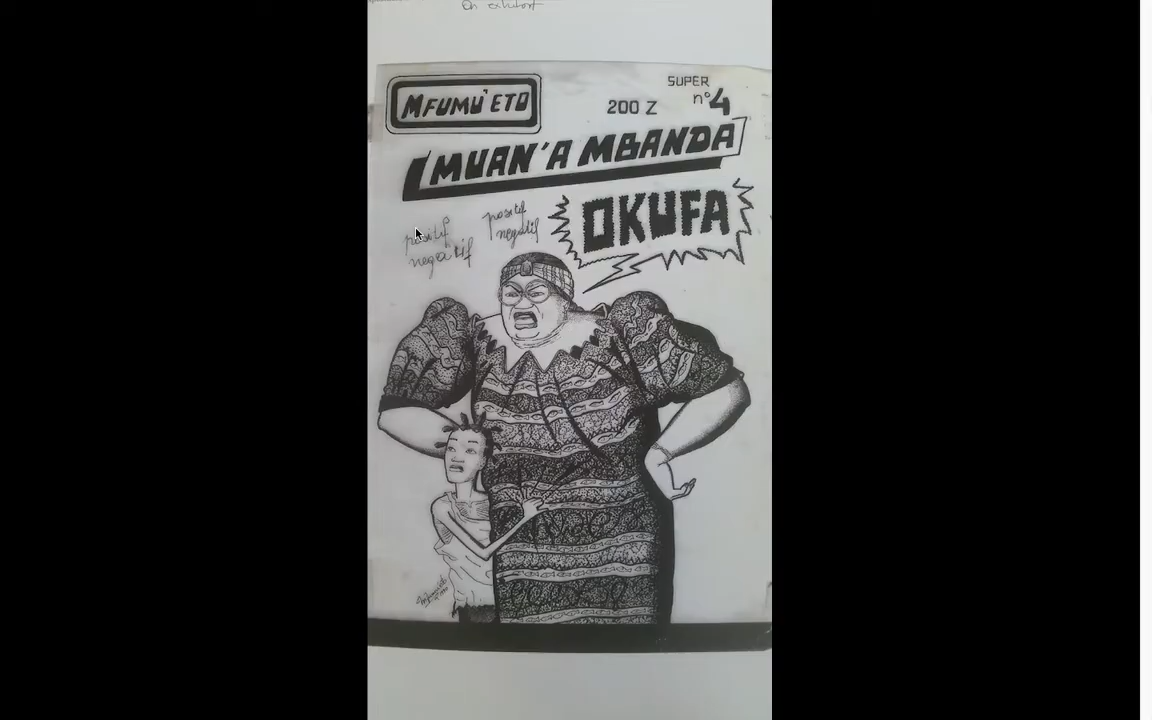 MFUMU'ETO
SUPER
n° 4
200 Z
MUAN'A MBANDA
OKUFA
positif
negatif
positif
negatif